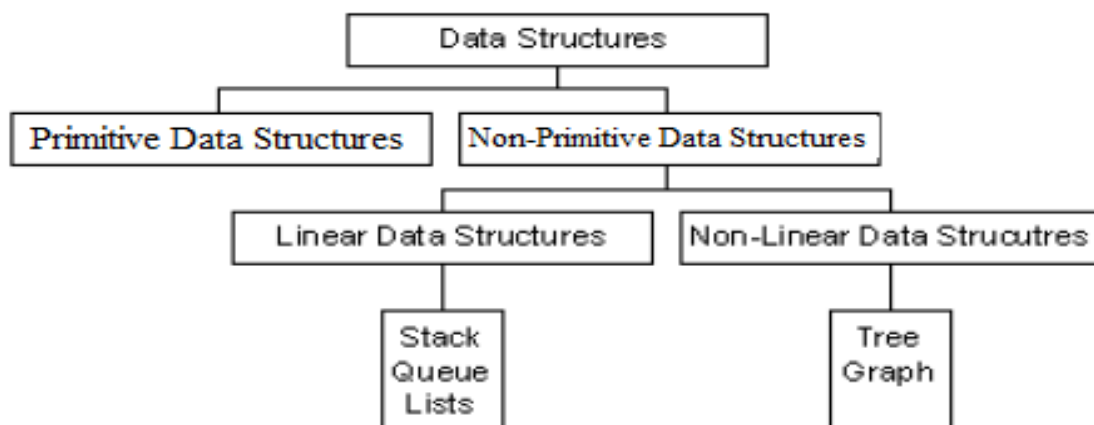 Data Structures
Primitive Data Structures
Non-Primitive Data Structures
Linear Data Structures
Non-Linear Data Strucutres
Stack
Queue
Lists
Tree
Graph